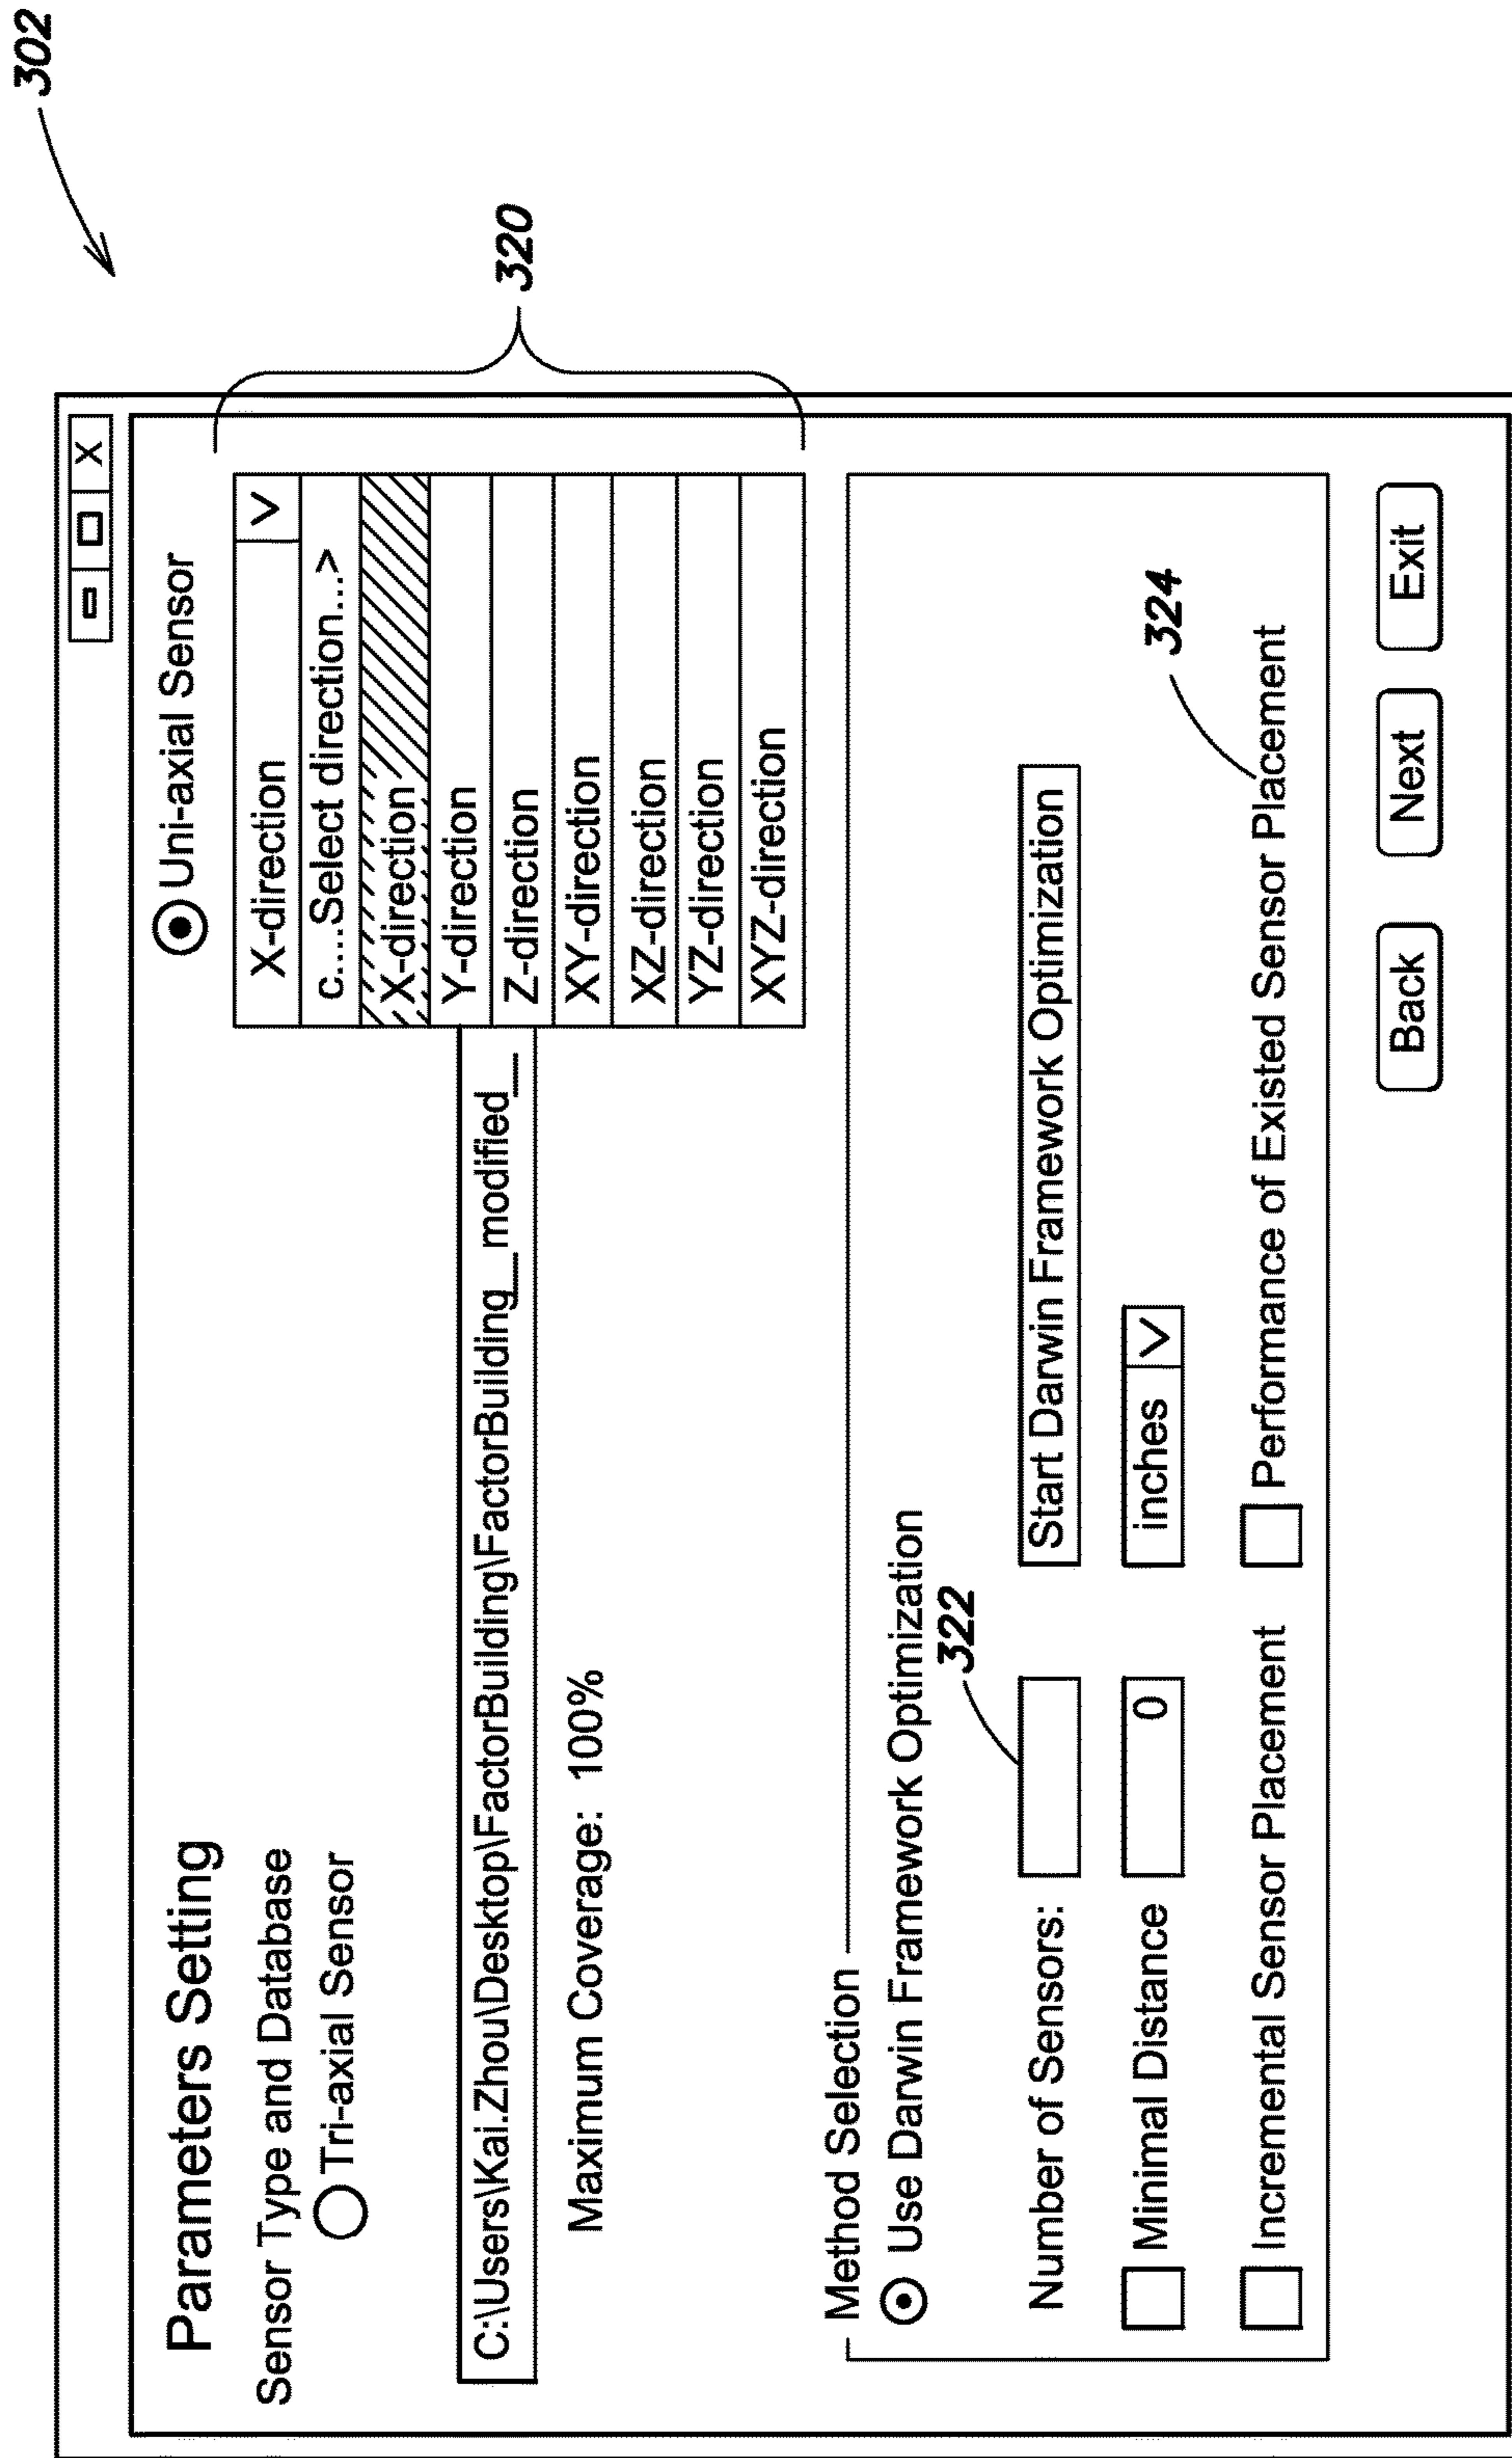 302
X
Parameters Setting
Sensor Type and Database
Tri-axial Sensor
Uni-axial Sensor
X-direction
c....Select direction...>
X-direction
Y-direction
Z-direction
XY-direction
XZ-direction
YZ-direction
XYZ-direction
320
C:\Users\Kai.Zhou\Desktop\FactorBuilding\FactorBuilding__modified__
Maximum Coverage: 100%
Method Selection
Use Darwin Framework Optimization
322
Number of Sensors:
Start Darwin Framework Optimization
Minimal Distance 0 inches
324
Incremental Sensor Placement
Performance of Existed Sensor Placement
Back Next Exit